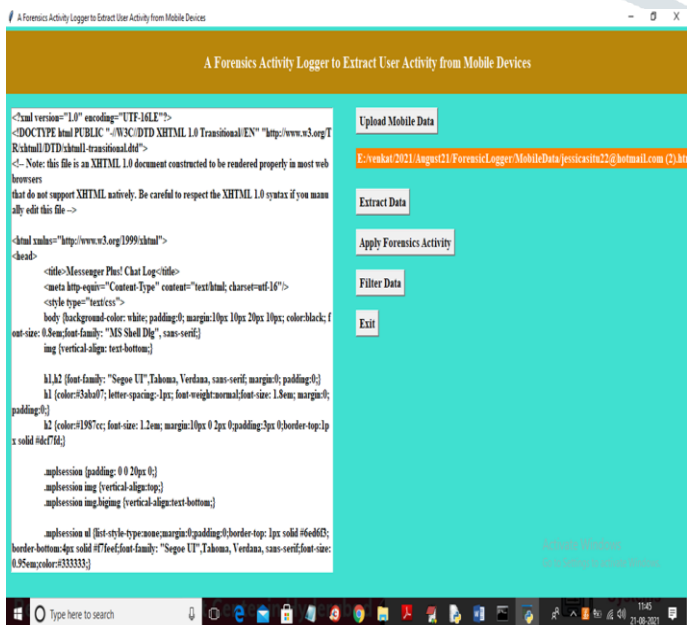 A Forensics Activity Logger to Extract User Activity from Mobile Devices
A Forensics Activity Logger to Extract User Activity from Mobile Devices
<?xml version="1.0" encoding="UTF-16LE"?>
<!DOCTYPE html PUBLIC "-//W3C//DTD XHTML 1.0 Transitional//EN" "http://www.w3.org/T
R/xhtml1/DTD/xhtml1-transitional.dtd">
<!-- Note: this file is an XHTML 1.0 document constructed to be rendered properly in most web
browsers
that do not support XHTML natively. Be careful to respect the XHTML 1.0 syntax if you manu
ally edit this file -->
<html xmlns="http://www.w3.org/1999/xhtml">
<head>
<title>Messenger Plus! Chat Log</title>
<meta http-equiv="Content-Type" content="text/html; charset=utf-16"/>
<style type="text/css">
body {background-color: white; padding:0; margin:10px 10px 20px 10px; color:black; f
ont-size: 0.8em;font-family: "MS Shell Dlg", sans-serif;}
img {vertical-align: text-bottom;}
h1,h2 {font-family: "Segoe UI",Tahoma, Verdana, sans-serif; margin:0; padding:0;}
h1 {color:#3aba07; letter-spacing:-1px; font-weight:normal;font-size: 1.8em; margin:0;
padding:0;}
h2 {color:#1987cc; font-size: 1.2em; margin:10px 0 2px 0;padding:3px 0;border-top:1p
x solid #dcf7fd;}
.mplsession {padding: 0 0 20px 0;}
.mplsession img {vertical-align:top;}
.mplsession img.bigimg {vertical-align:text-bottom;}
.mplsession ul {list-style-type:none;margin:0;padding:0;border-top: 1px solid #6ed6f3;
border-bottom:4px solid #f7feef;font-family: "Segoe UI",Tahoma, Verdana, sans-serif;font-size:
0.95em;color:#333333;}
Upload Mobile Data
E:/venkat/2021/August21/ForensicLogger/MobileData/jessicasitu22@hotmail.com (2).htm
Extract Data
Apply Forensics Activity
Filter Data
Exit
Activate Windows
Type here to search
11:45
21-08-2021